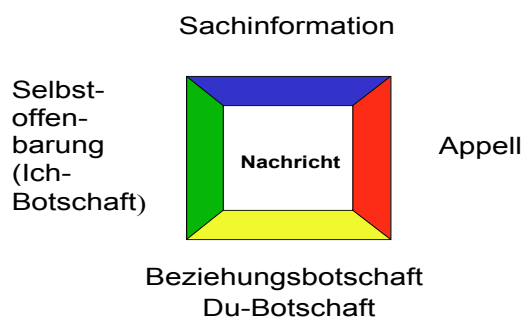 Sachinformation
Selbst-
offen-
barung
(Ich-
Botschaft)
Nachricht
Appell
Beziehungsbotschaft
Du-Botschaft